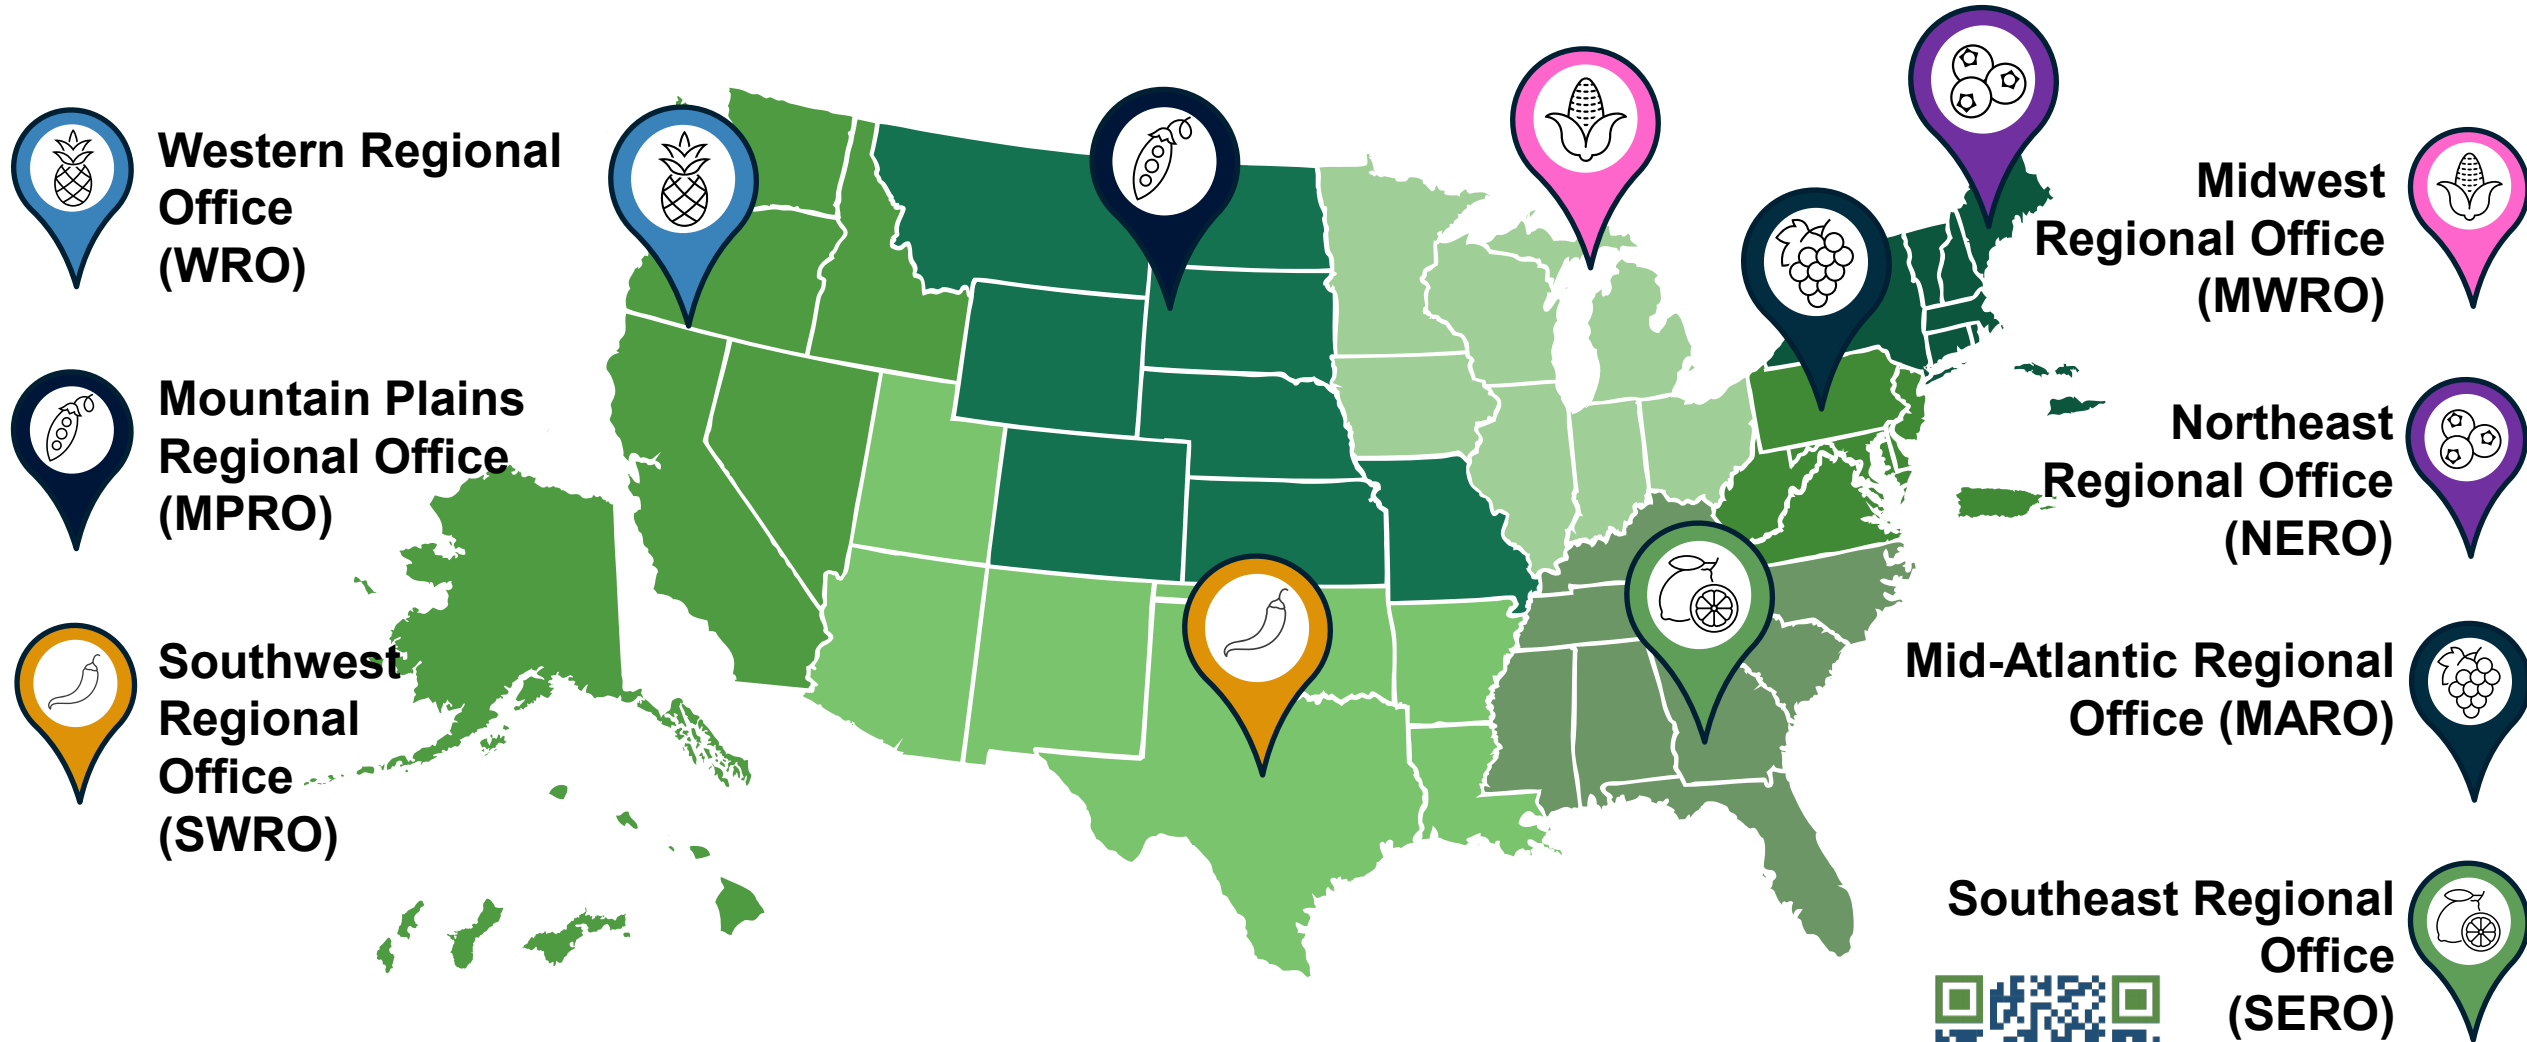 Western Regional
Office
(WRO)
Mountain Plains
Regional Office
(MPRO)
Southwest
Regional
Office
(SWRO)
Midwest
Regional Office
(MWRO)
Northeast
Regional Office
(NERO)
Mid-Atlantic Regional
Office (MARO)
Southeast Regional
Office
(SERO)